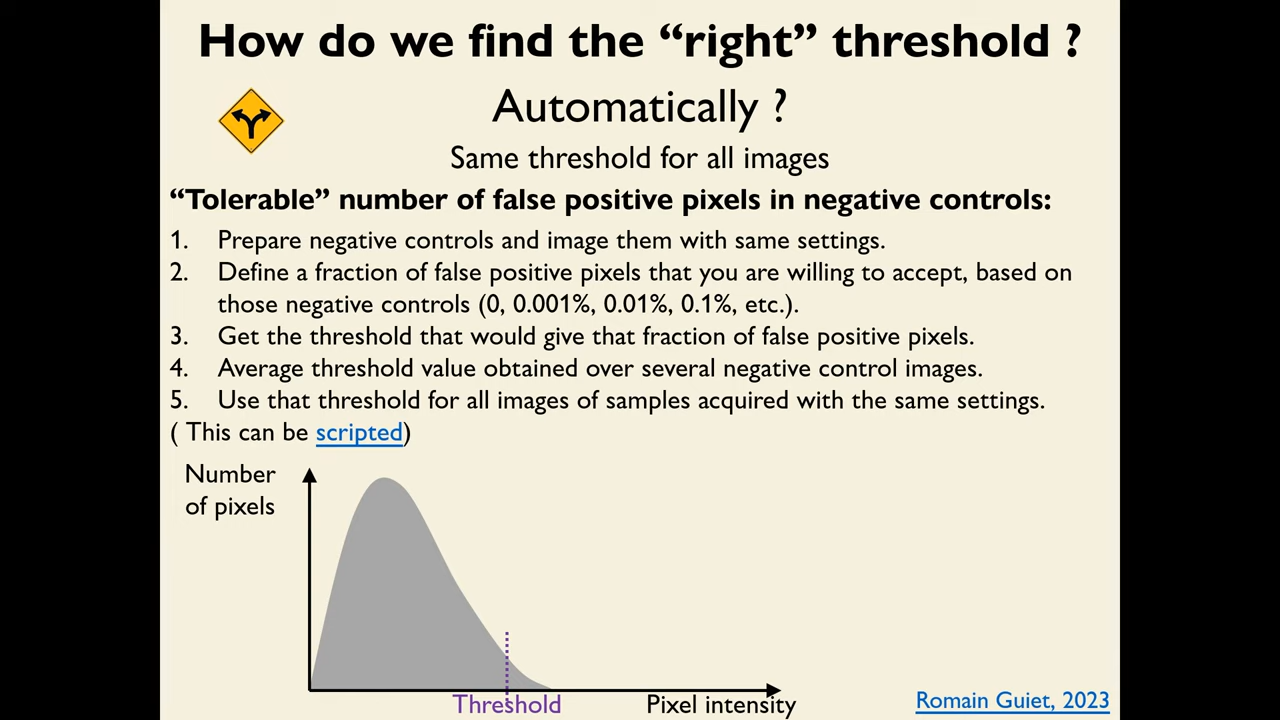 How do we find the “right” threshold ?
Automatically ?
Same threshold for all images
“Tolerable” number of false positive pixels in negative controls:
1. Prepare negative controls and image them with same settings.
2. Define a fraction of false positive pixels that you are willing to accept, based on
those negative controls (0, 0.001%, 0.01%, 0.1%, etc.).
3. Get the threshold that would give that fraction of false positive pixels.
4. Average threshold value obtained over several negative control images.
5. Use that threshold for all images of samples acquired with the same settings.
( This can be scripted)
Number
of pixels
Threshold
Pixel intensity
Romain Guiet, 2023